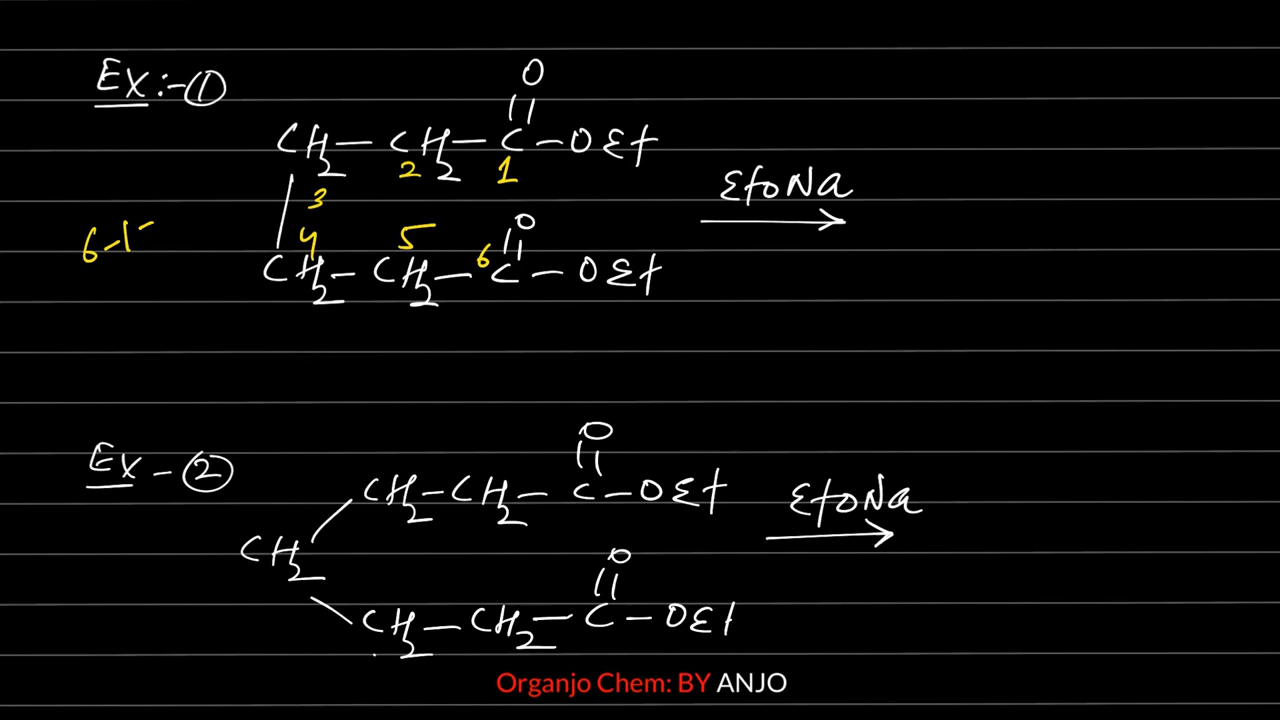 Ex:-①
O
CH2—CH2—C—OEt
2 1
EtONa
3
6-1
4 5 O
6
CH2—CH2—C—OEt
Ex-②
O
CH2—CH2—C—OEt
EtONa
CH2
O
CH2—CH2—C—OEt
Organjo Chem: BY ANJO